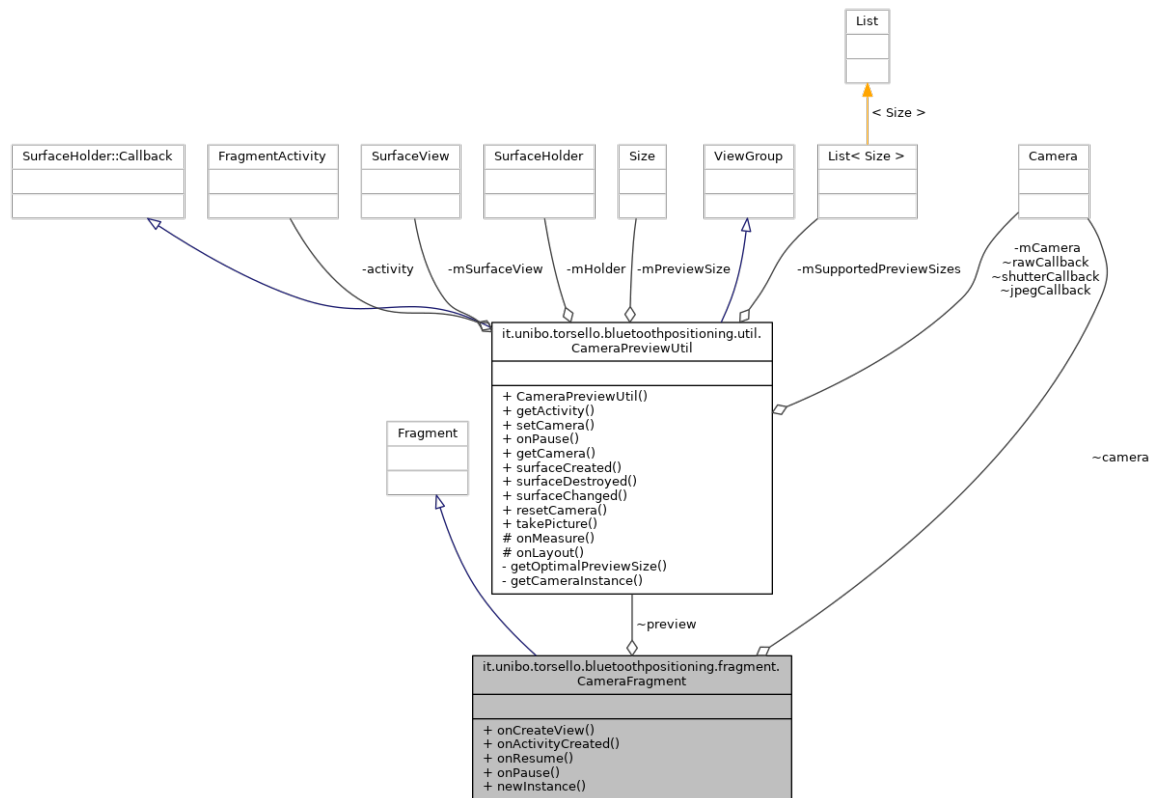 List
< Size >
SurfaceHolder::Callback
FragmentActivity
SurfaceView
SurfaceHolder
Size
ViewGroup
List< Size >
Camera
-activity
-mSurfaceView
-mHolder
-mPreviewSize
-mSupportedPreviewSizes
-mCamera
~rawCallback
~shutterCallback
~jpegCallback
it.unibo.torsello.bluetoothpositioning.util.
CameraPreviewUtil
+ CameraPreviewUtil()
+ getActivity()
+ setCamera()
+ onPause()
+ getCamera()
+ surfaceCreated()
+ surfaceDestroyed()
+ surfaceChanged()
+ resetCamera()
+ takePicture()
# onMeasure()
# onLayout()
- getOptimalPreviewSize()
- getCameraInstance()
Fragment
~camera
~preview
it.unibo.torsello.bluetoothpositioning.fragment.
CameraFragment
+ onCreateView()
+ onActivityCreated()
+ onResume()
+ onPause()
+ newInstance()